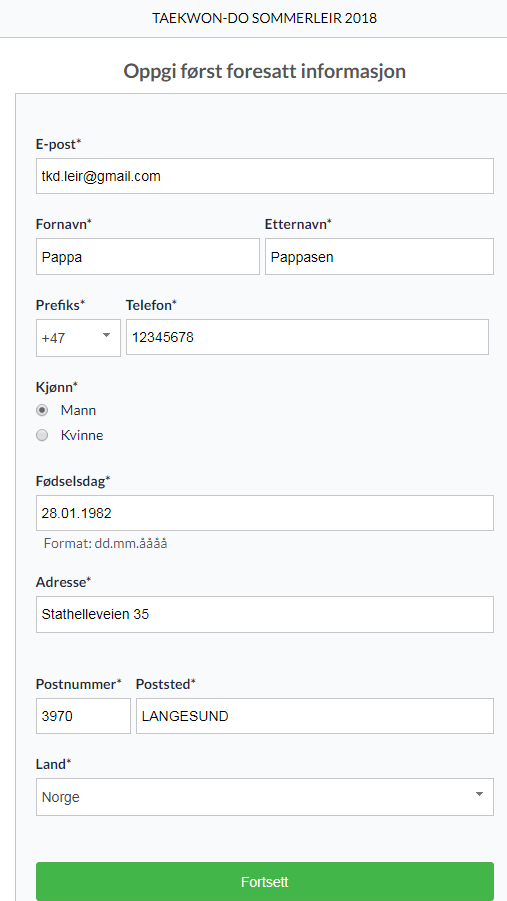 TAEKWON-DO SOMMERLEIR 2018
Oppgi først foresatt informasjon
E-post*
tkd.leir@gmail.com
Fornavn* Etternavn*
Pappa Pappasen
Prefiks* Telefon*
+47 12345678
Kjønn*
Mann
Kvinne
Fødselsdag*
28.01.1982
Format: dd.mm.åååå
Adresse*
Stathelleveien 35
Postnummer* Poststed*
3970 LANGESUND
Land*
Norge
Fortsett